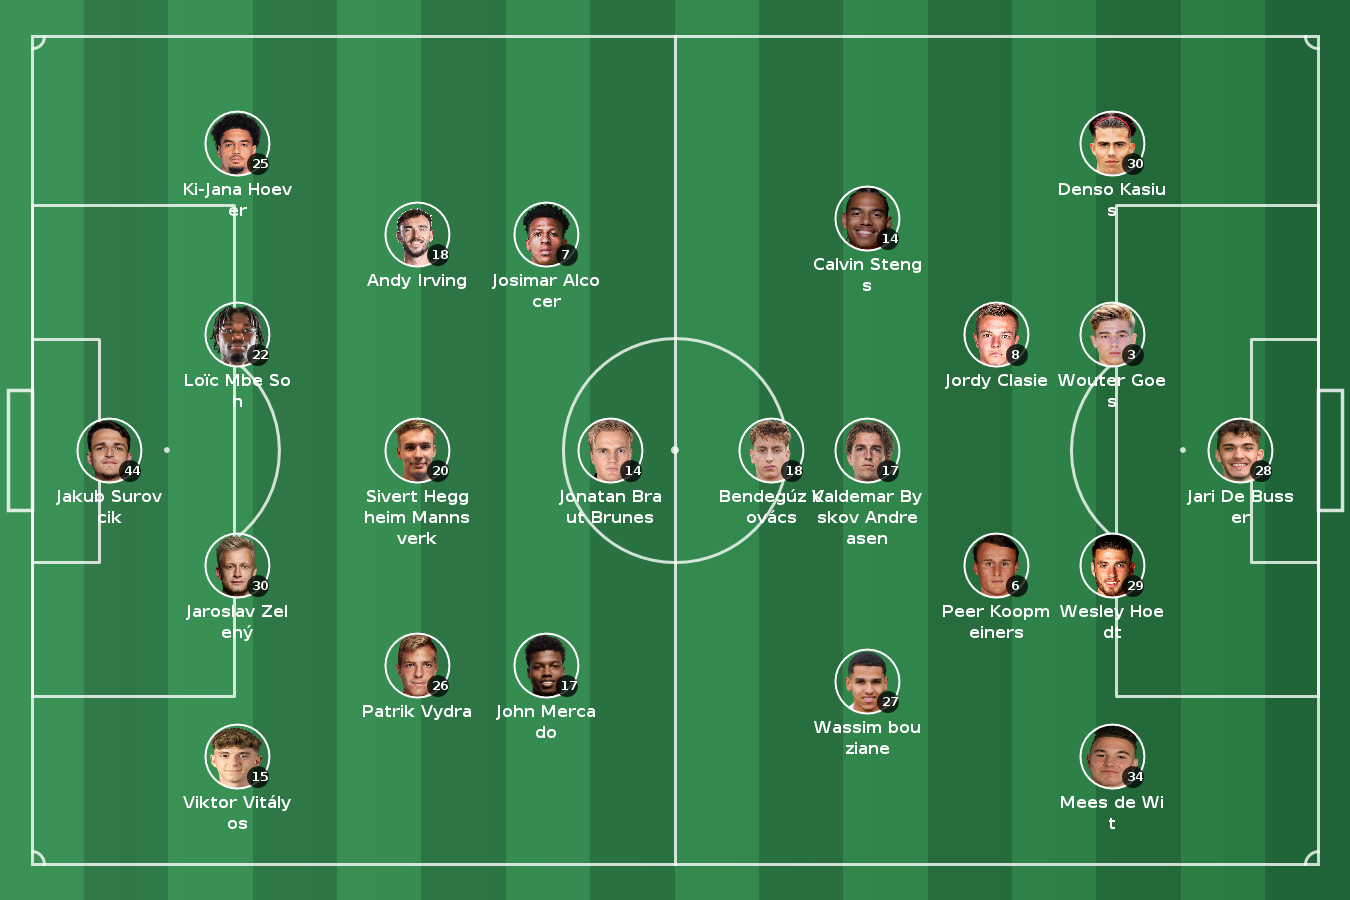 25
Ki-Jana Hoev
er
30
Denso Kasiu
s
18
Andy Irving
7
Josimar Alco
cer
14
Calvin Steng
s
22
Loïc Mbe So
n
8
Jordy Clasie
3
Wouter Goe
s
44
Jakub Surov
cik
20
Sivert Hegg
heim Manns
verk
14
Jonatan Bra
ut Brunes
18
Bendegúz K
ovács
17
Valdemar By
skov Andre
asen
28
Jari De Buss
er
30
Jaroslav Zel
ený
6
Peer Koopm
einers
29
Wesley Hoe
dt
26
Patrik Vydra
17
John Merca
do
27
Wassim bou
ziane
15
Viktor Vitály
os
34
Mees de Wi
t